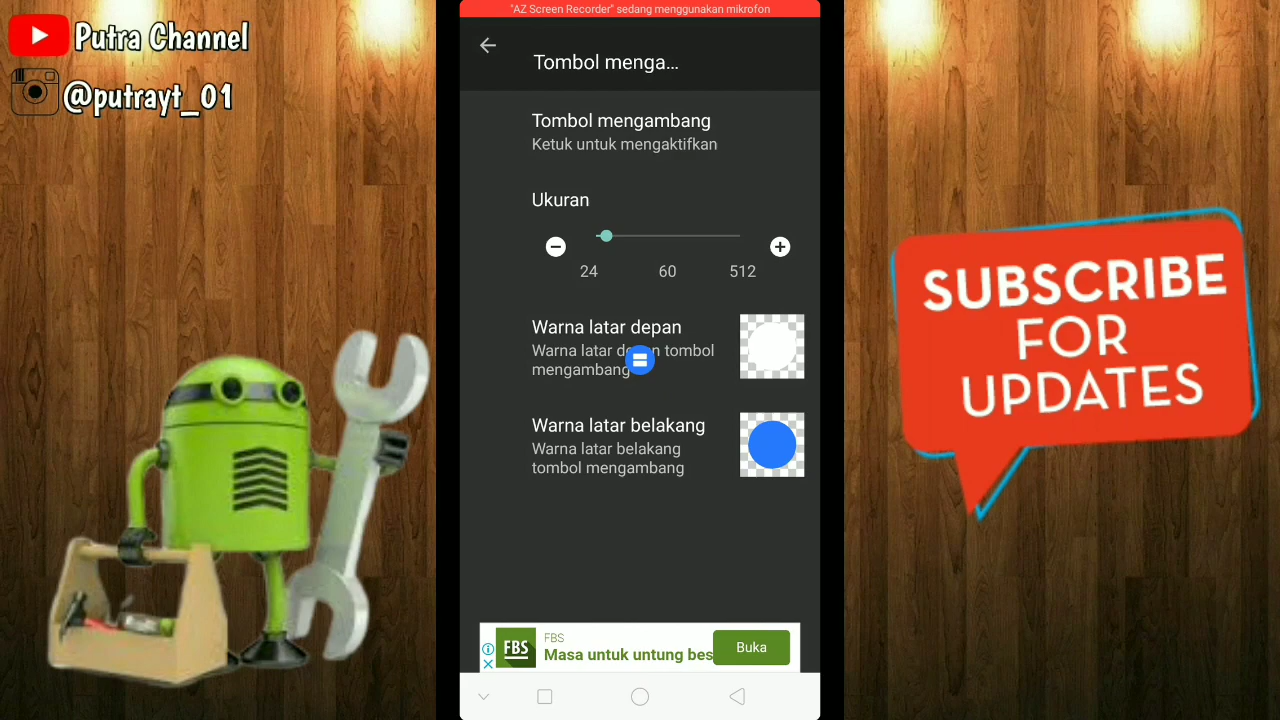 Putra Channel
@putrayt_01
"AZ Screen Recorder" sedang menggunakan mikrofon
Tombol menga...
Tombol mengambang
Ketuk untuk mengaktifkan
Ukuran
24 60 512
Warna latar depan
Warna latar depan tombol
mengambang
Warna latar belakang
Warna latar belakang
tombol mengambang
FBS
FBS
Masa untuk untung bes
Buka
SUBSCRIBE
FOR
UPDATES